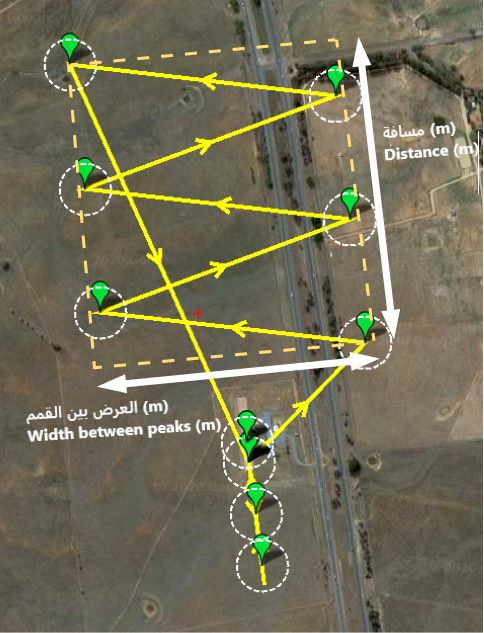 مسافة (m)
Distance (m)
العرض بين القمم (m)
Width between peaks (m)